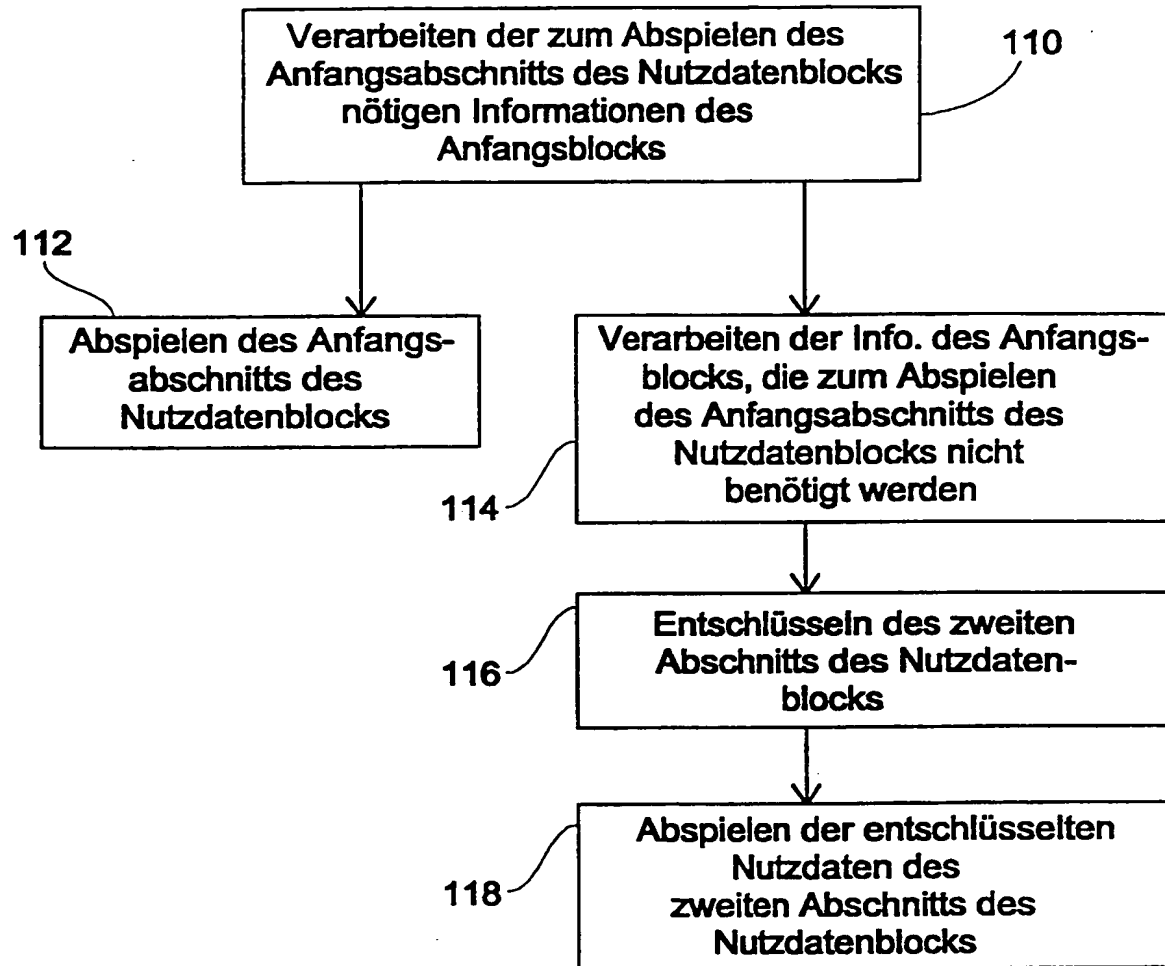 Verarbeiten der zum Abspielen des
Anfangsabschnitts des Nutzdatenblocks
nötigen Informationen des
Anfangsblocks
110
112
Abspielen des Anfangs-
abschnitts des
Nutzdatenblocks
Verarbeiten der Info. des Anfangs-
blocks, die zum Abspielen
des Anfangsabschnitts des
Nutzdatenblocks nicht
benötigt werden
114
Entschlüsseln des zweiten
Abschnitts des Nutzdaten-
blocks
116
Abspielen der entschlüsselten
Nutzdaten des
zweiten Abschnitts des
Nutzdatenblocks
118